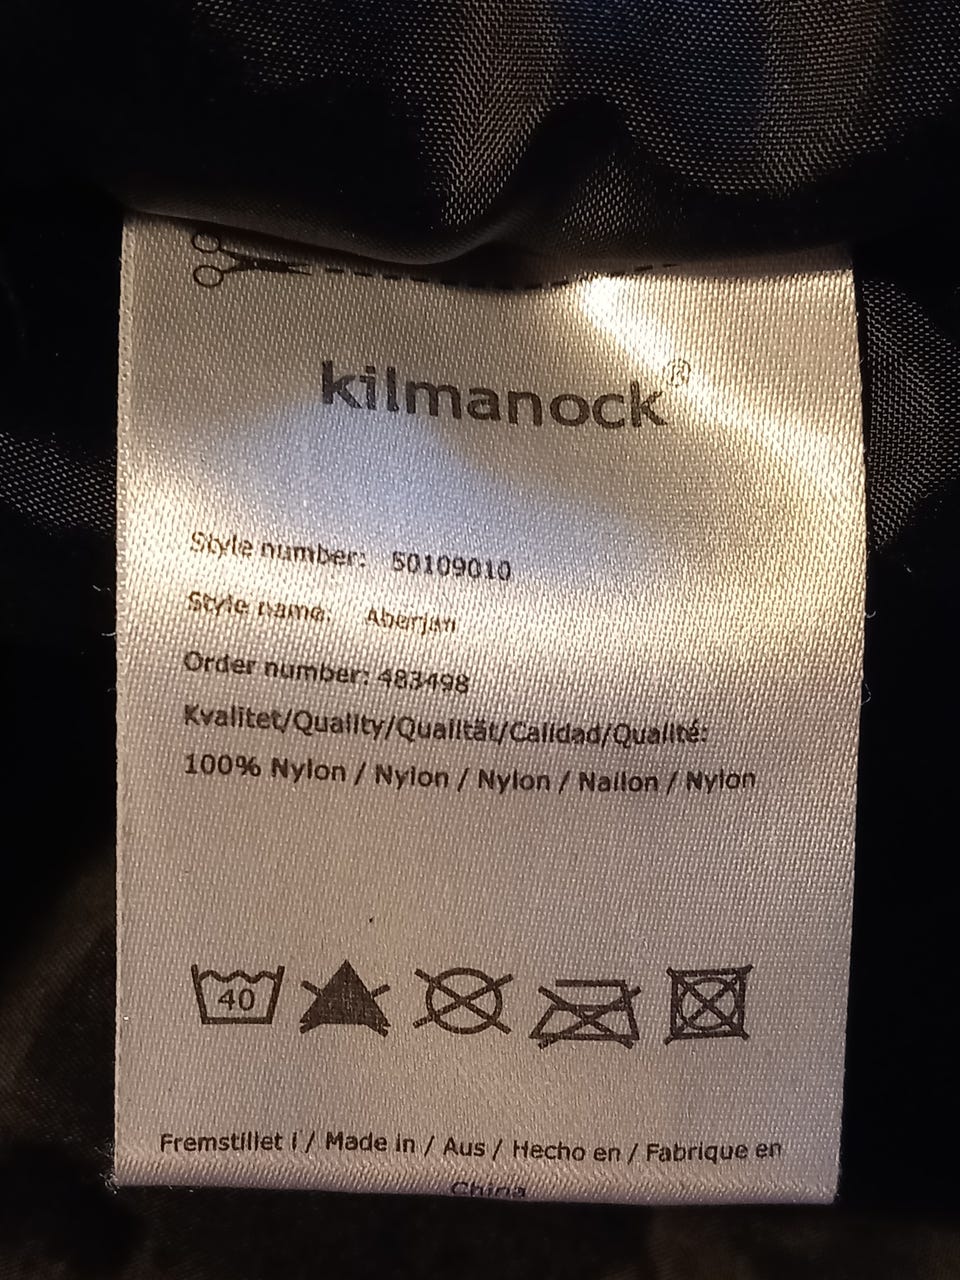 kilmanock®
Style number: 50109010
Style name. Aberjan
Order number: 483498
Kvalitet/Quality/Qualität/Calidad/Qualité:
100% Nylon / Nylon / Nylon / Nailon / Nylon
40
Fremstillet i / Made in / Aus / Hecho en / Fabrique en
China